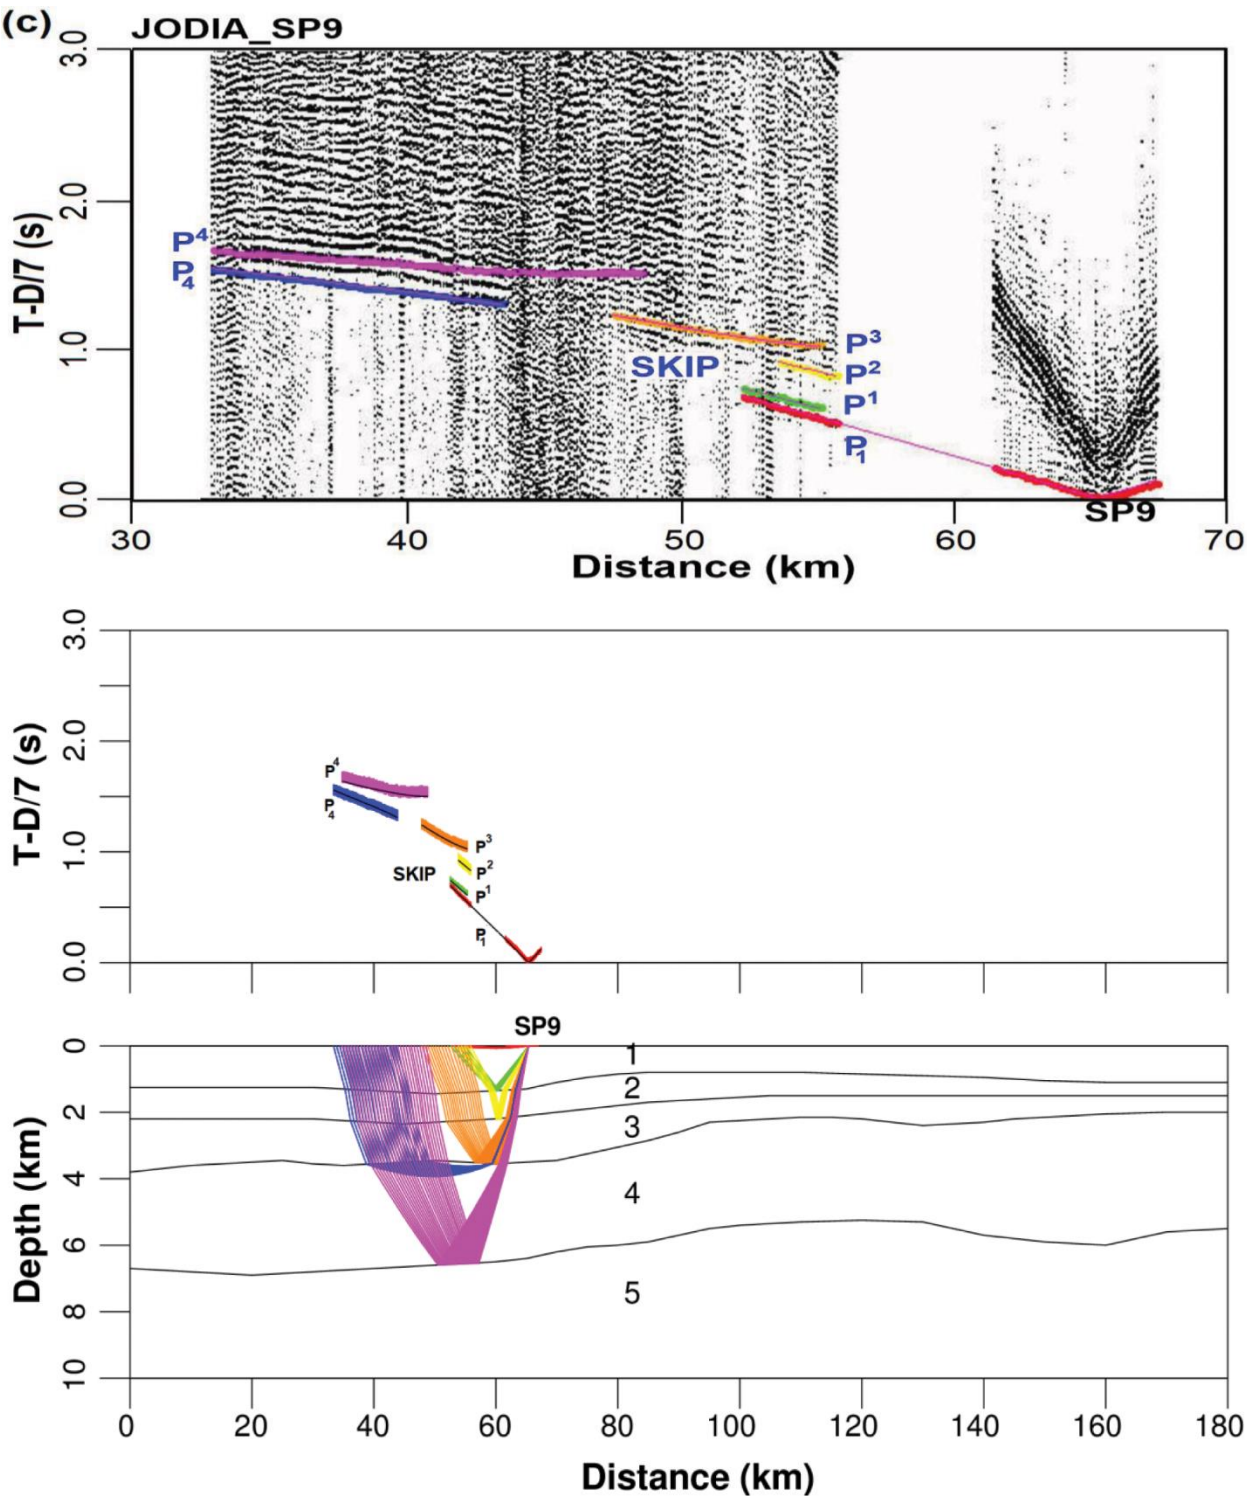 (c) JODIA_SP9
3.0
2.0
1.0
0.0
T-D/7 (s)
P⁴
P₄
SKIP
P³
P²
P¹
P₁
SP9
30 40 50 60 70
Distance (km)
3.0
2.0
1.0
0.0
T-D/7 (s)
P⁴
P₄
SKIP
P³
P²
P¹
P₁
SP9
0
2
4
6
8
10
Depth (km)
1
2
3
4
5
0 20 40 60 80 100 120 140 160 180
Distance (km)